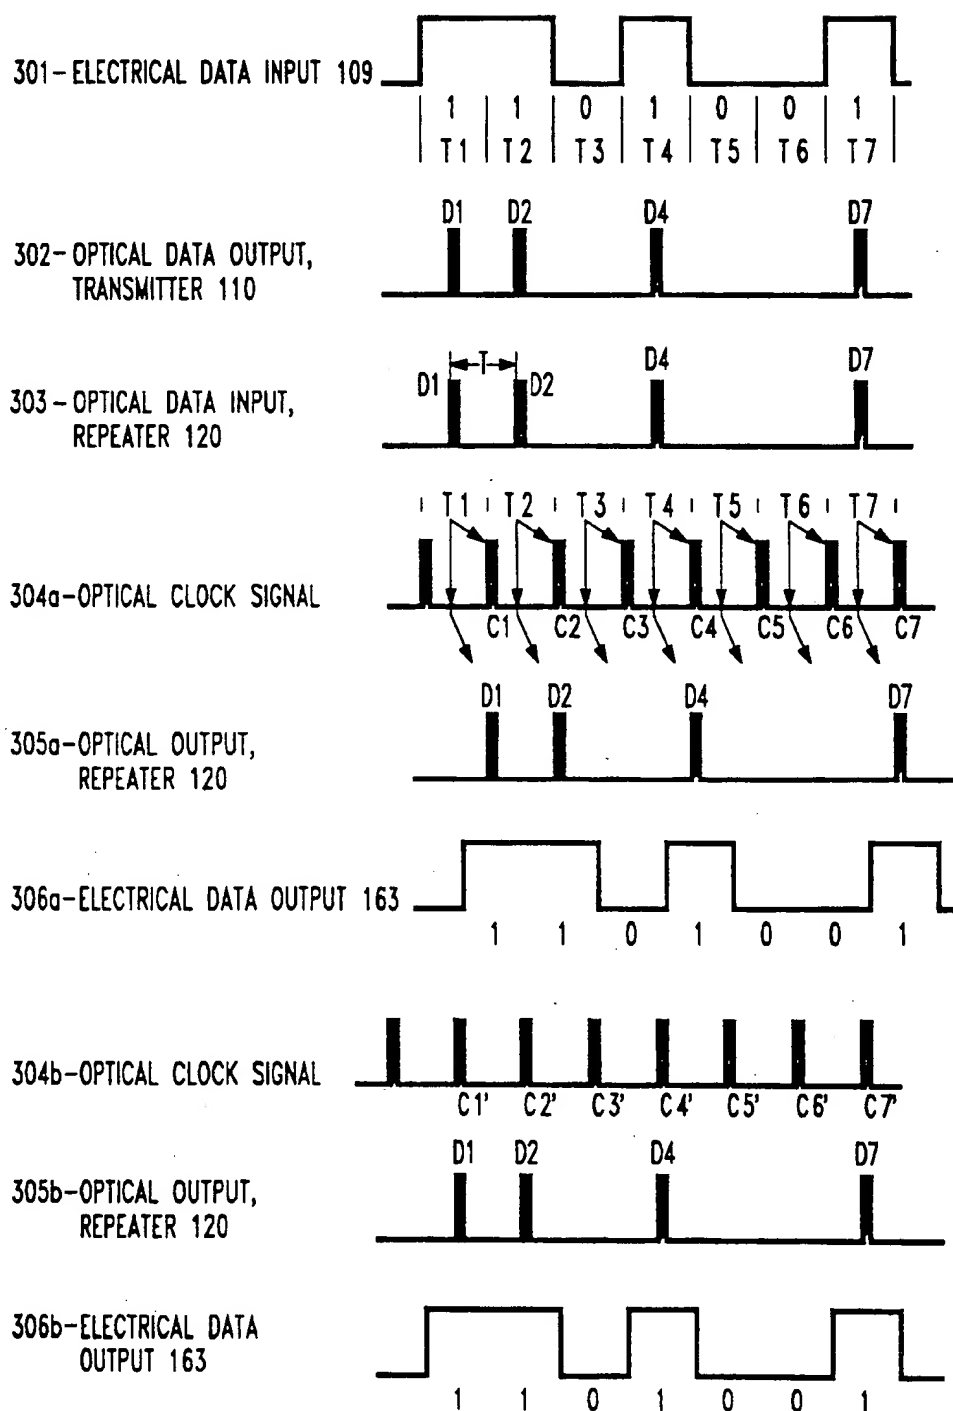 301-ELECTRICAL DATA INPUT 109
1 1 0 1 0 0 1
T1 T2 T3 T4 T5 T6 T7
D1 D2 D4 D7
302-OPTICAL DATA OUTPUT,
TRANSMITTER 110
T
D1 D2 D4 D7
303-OPTICAL DATA INPUT,
REPEATER 120
T1 T2 T3 T4 T5 T6 T7
304a-OPTICAL CLOCK SIGNAL
C1 C2 C3 C4 C5 C6 C7
D1 D2 D4 D7
305a-OPTICAL OUTPUT,
REPEATER 120
306a-ELECTRICAL DATA OUTPUT 163
1 1 0 1 0 0 1
304b-OPTICAL CLOCK SIGNAL
C1' C2' C3' C4' C5' C6' C7'
D1 D2 D4 D7
305b-OPTICAL OUTPUT,
REPEATER 120
306b-ELECTRICAL DATA
OUTPUT 163
1 1 0 1 0 0 1